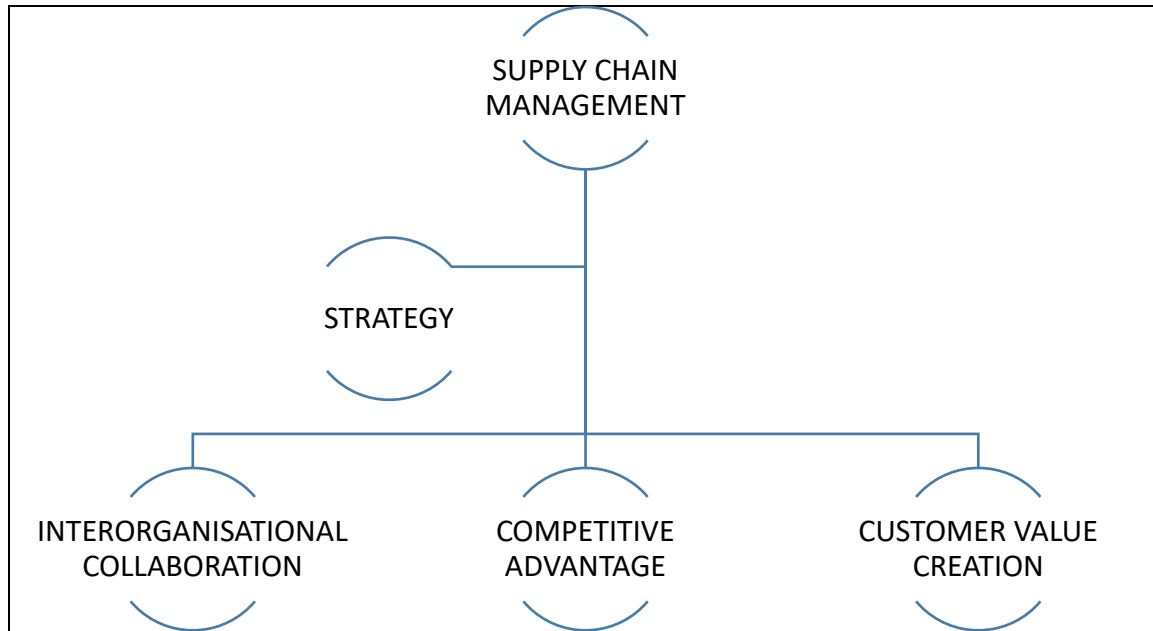 SUPPLY CHAIN
MANAGEMENT
STRATEGY
INTERORGANISATIONAL
COLLABORATION
COMPETITIVE
ADVANTAGE
CUSTOMER VALUE
CREATION